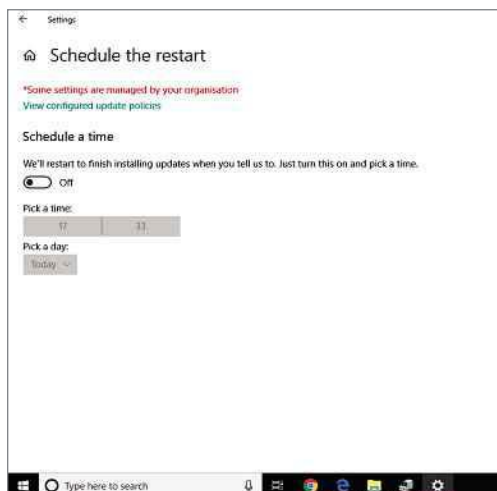 Settings
Schedule the restart
*Some settings are managed by your organisation
View configured update policies
Schedule a time
We'll restart to finish installing updates when you tell us to. Just turn this on and pick a time.
Off
Pick a time:
17 33
Pick a day:
Today
Type here to search